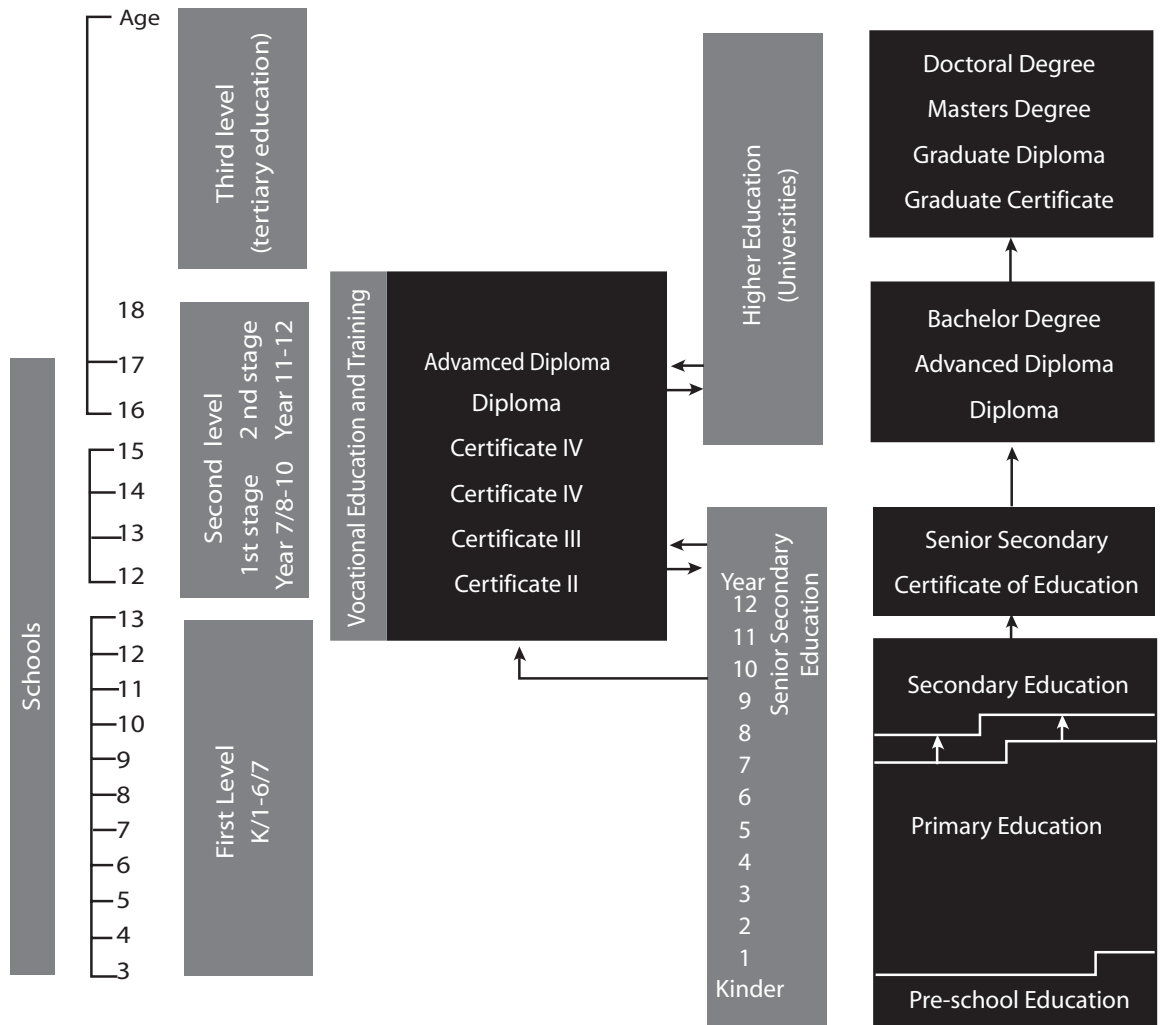 Age
18
17
16
15
14
13
12
13
12
11
10
9
8
7
6
5
4
3
Schools
Third level
(tertiary education)
Second level
1st stage 2 nd stage
Year 7/8-10 Year 11-12
First Level
K/1-6/7
Vocational Education and Training
Advamced Diploma
Diploma
Certificate IV
Certificate IV
Certificate III
Certificate II
Higher Education
(Universities)
Senior Secondary
Education
Year
12
11
10
9
8
7
6
5
4
3
2
1
Kinder
Doctoral Degree
Masters Degree
Graduate Diploma
Graduate Certificate
Bachelor Degree
Advanced Diploma
Diploma
Senior Secondary
Certificate of Education
Secondary Education
Primary Education
Pre-school Education